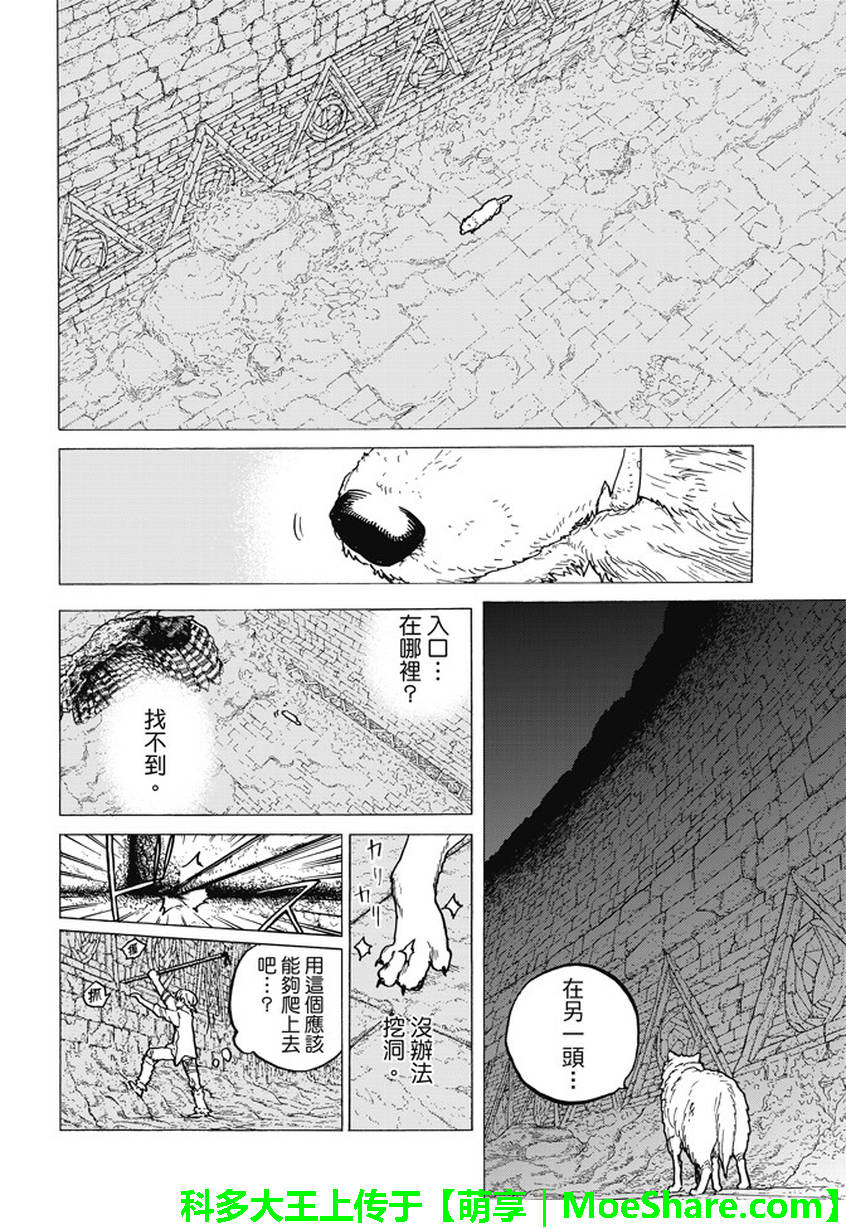 在另一頭…
入口…
在哪裡？
找不到。
カリカリ
沒辦法
挖洞。
用這個應該
能夠爬上去
吧…？
抓
抓
科多大王上传于【萌享｜MoeShare.com】